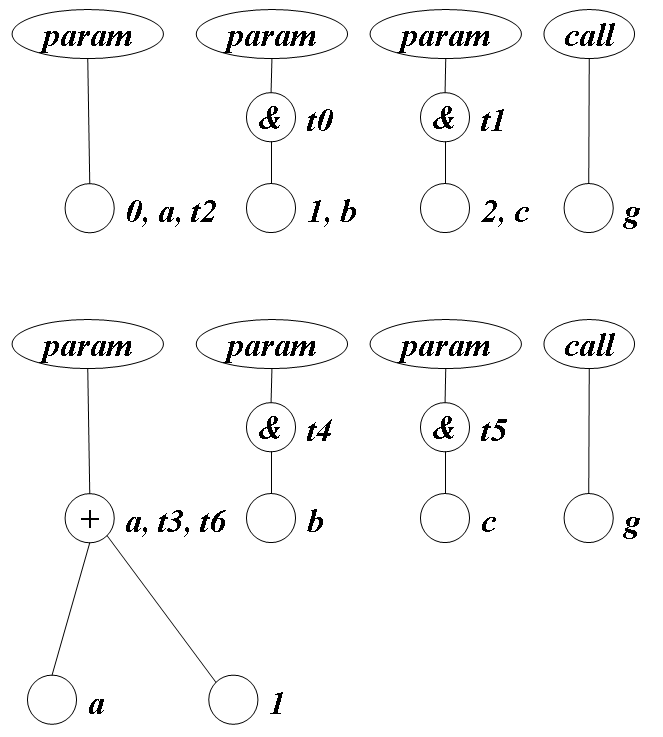 param param param call
& t0 & t1
0, a, t2 1, b 2, c g
param param param call
& t4 & t5
+ a, t3, t6 b c g
a 1